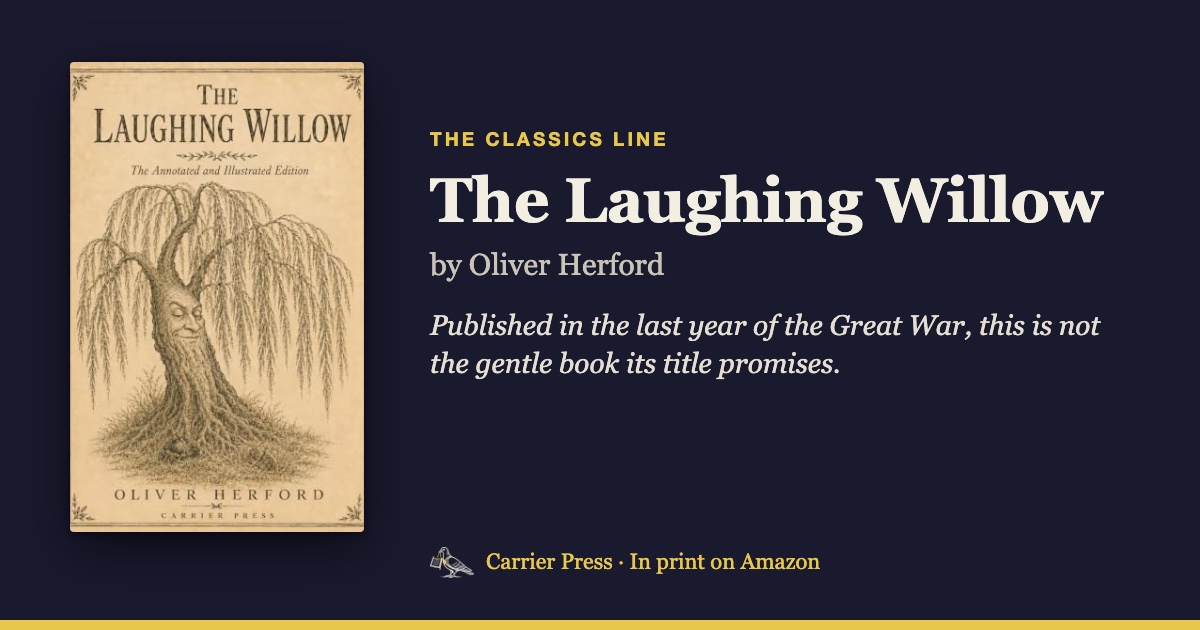 THE
LAUGHING WILLOW
The Annotated and Illustrated Edition
OLIVER HERFORD
CARRIER PRESS
THE CLASSICS LINE
The Laughing Willow
by Oliver Herford
Published in the last year of the Great War, this is not
the gentle book its title promises.
Carrier Press · In print on Amazon